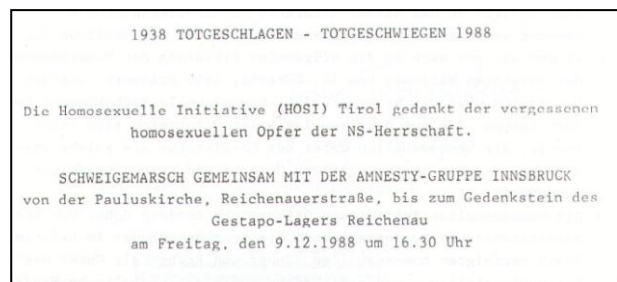 1938 TOTGESCHLAGEN - TOTGESCHWIEGEN 1988
Die Homosexuelle Initiative (HOSI) Tirol gedenkt der vergessenen
homosexuellen Opfer der NS-Herrschaft.
SCHWEIGEMARSCH GEMEINSAM MIT DER AMNESTY-GRUPPE INNSBRUCK
von der Pauluskirche, Reichenauerstraße, bis zum Gedenkstein des
Gestapo-Lagers Reichenau
am Freitag, den 9.12.1988 um 16.30 Uhr